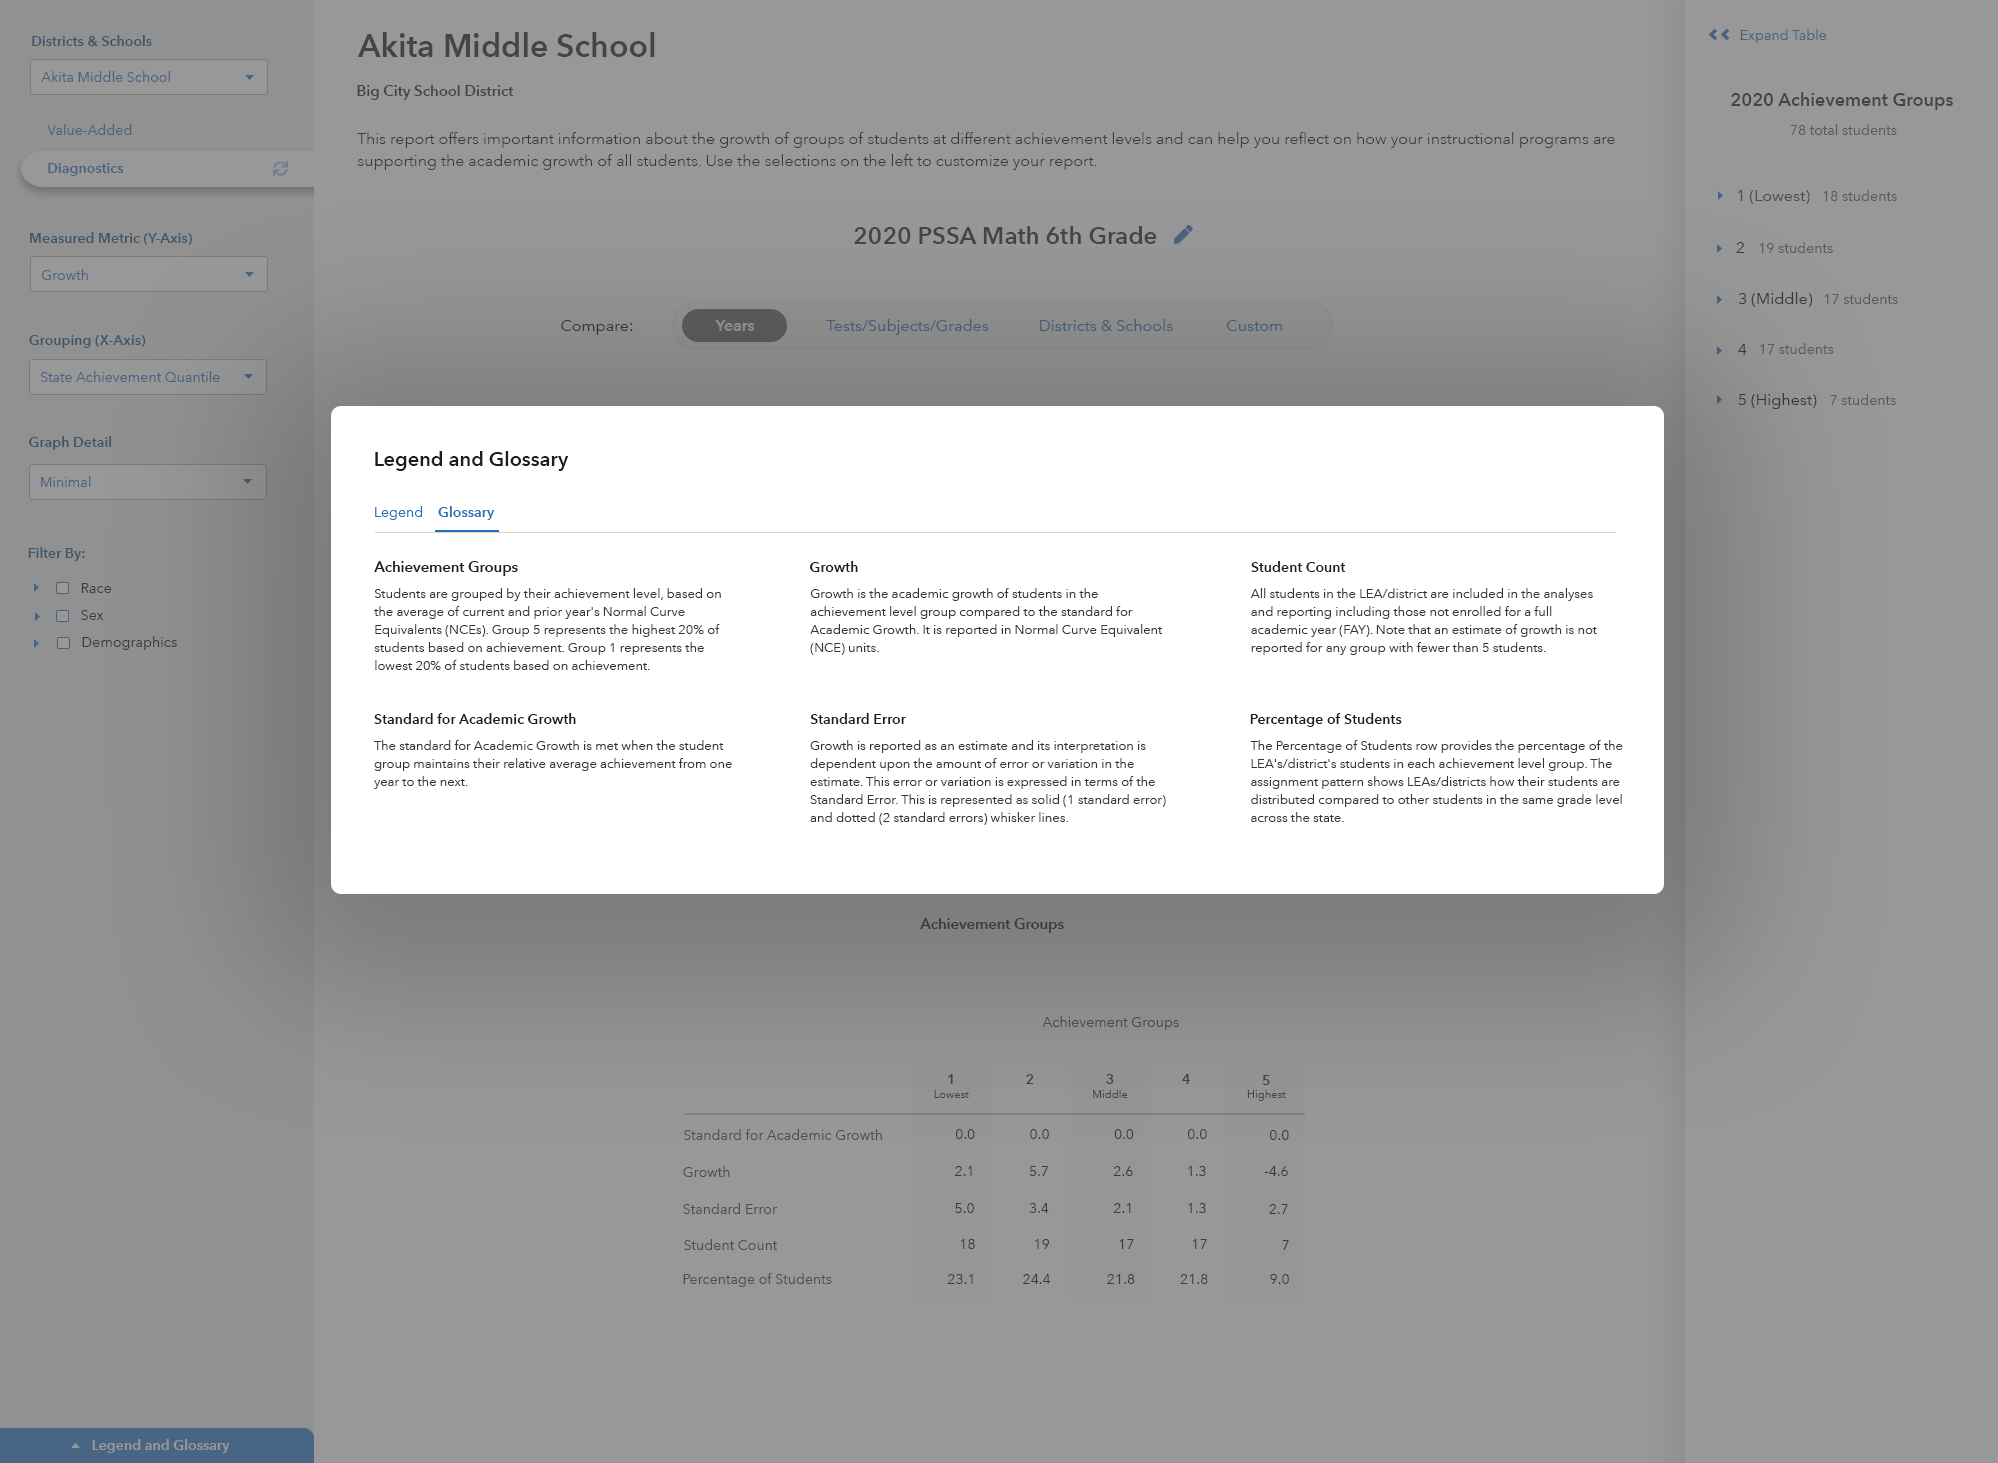 Districts & Schools
Akita Middle School
Value-Added
Diagnostics
Measured Metric (Y-Axis)
Growth
Grouping (X-Axis)
State Achievement Quantile
Graph Detail
Minimal
Filter By:
Race
Sex
Demographics
Legend and Glossary
Akita Middle School
Big City School District
This report offers important information about the growth of groups of students at different achievement levels and can help you reflect on how your instructional programs are
supporting the academic growth of all students. Use the selections on the left to customize your report.
2020 PSSA Math 6th Grade
Compare: Years Tests/Subjects/Grades Districts & Schools Custom
Legend and Glossary
Legend Glossary
Achievement Groups
Students are grouped by their achievement level, based on
the average of current and prior year's Normal Curve
Equivalents (NCEs). Group 5 represents the highest 20% of
students based on achievement. Group 1 represents the
lowest 20% of students based on achievement.
Growth
Growth is the academic growth of students in the
achievement level group compared to the standard for
Academic Growth. It is reported in Normal Curve Equivalent
(NCE) units.
Student Count
All students in the LEA/district are included in the analyses
and reporting including those not enrolled for a full
academic year (FAY). Note that an estimate of growth is not
reported for any group with fewer than 5 students.
Standard for Academic Growth
The standard for Academic Growth is met when the student
group maintains their relative average achievement from one
year to the next.
Standard Error
Growth is reported as an estimate and its interpretation is
dependent upon the amount of error or variation in the
estimate. This error or variation is expressed in terms of the
Standard Error. This is represented as solid (1 standard error)
and dotted (2 standard errors) whisker lines.
Percentage of Students
The Percentage of Students row provides the percentage of the
LEA's/district's students in each achievement level group. The
assignment pattern shows LEAs/districts how their students are
distributed compared to other students in the same grade level
across the state.
Achievement Groups
Achievement Groups
1 2 3 4 5
Lowest Middle Highest
Standard for Academic Growth 0.0 0.0 0.0 0.0 0.0
Growth 2.1 5.7 2.6 1.3 -4.6
Standard Error 5.0 3.4 2.1 1.3 2.7
Student Count 18 19 17 17 7
Percentage of Students 23.1 24.4 21.8 21.8 9.0
Expand Table
2020 Achievement Groups
78 total students
1 (Lowest) 18 students
2 19 students
3 (Middle) 17 students
4 17 students
5 (Highest) 7 students